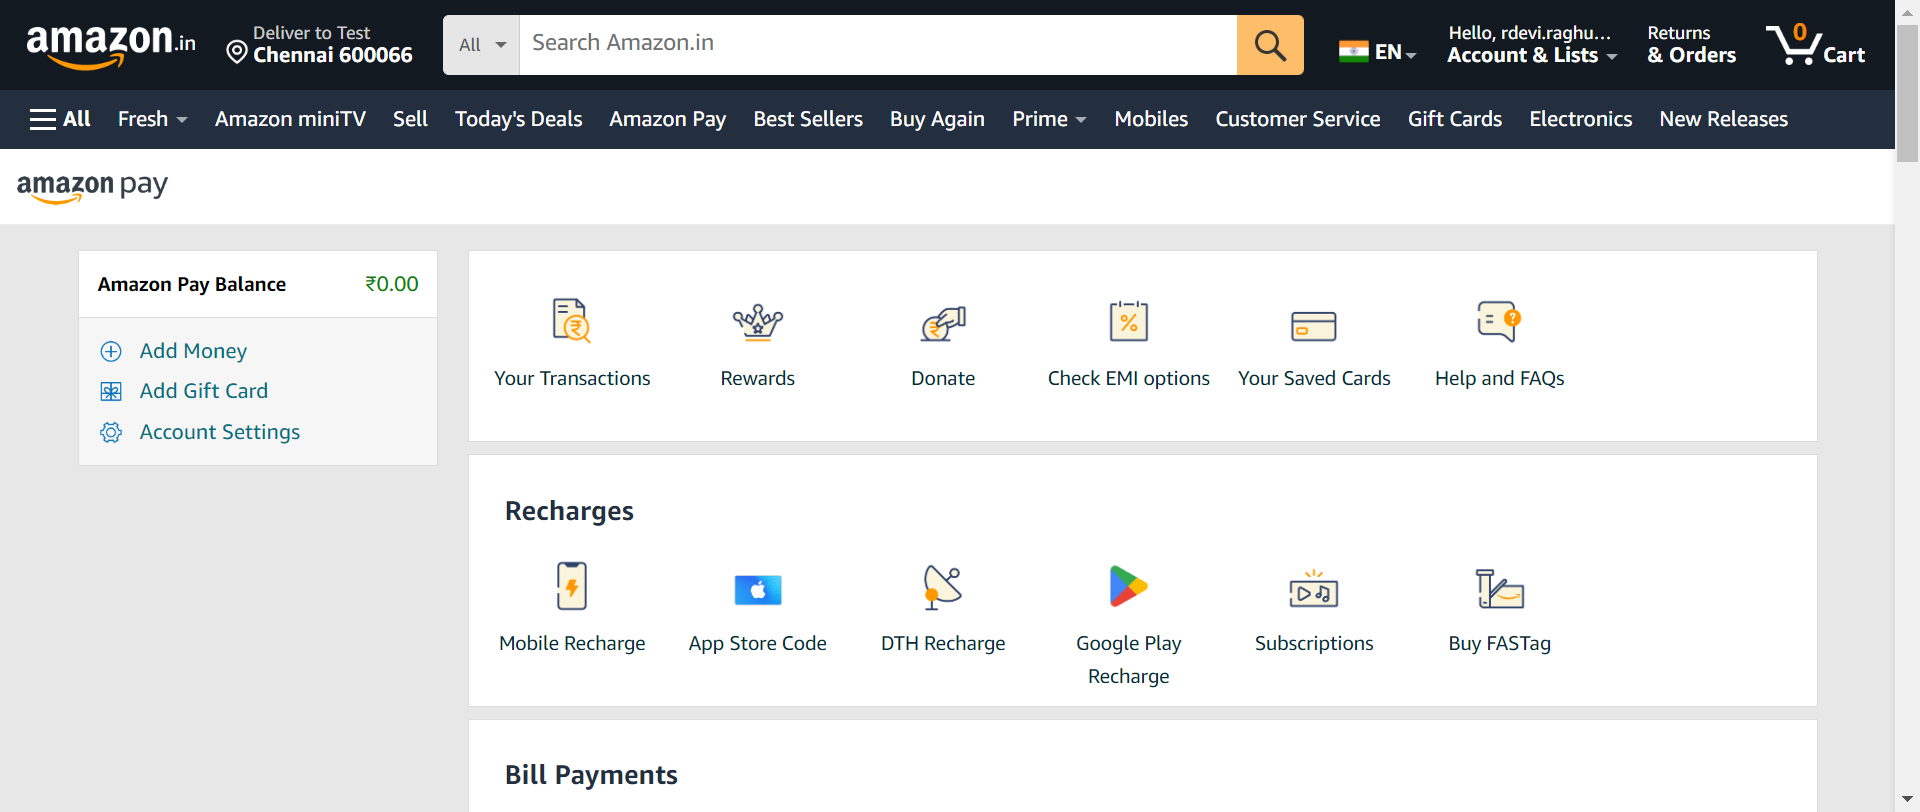 amazon.in
Deliver to Test
Chennai 600066
All
Search Amazon.in
EN
Hello, rdevi.raghu...
Account & Lists
Returns
& Orders
0
Cart
All
Fresh
Amazon miniTV
Sell
Today's Deals
Amazon Pay
Best Sellers
Buy Again
Prime
Mobiles
Customer Service
Gift Cards
Electronics
New Releases
amazon pay
Amazon Pay Balance
₹0.00
Add Money
Add Gift Card
Account Settings
Your Transactions
Rewards
Donate
Check EMI options
Your Saved Cards
Help and FAQs
Recharges
Mobile Recharge
App Store Code
DTH Recharge
Google Play
Recharge
Subscriptions
Buy FASTag
Bill Payments